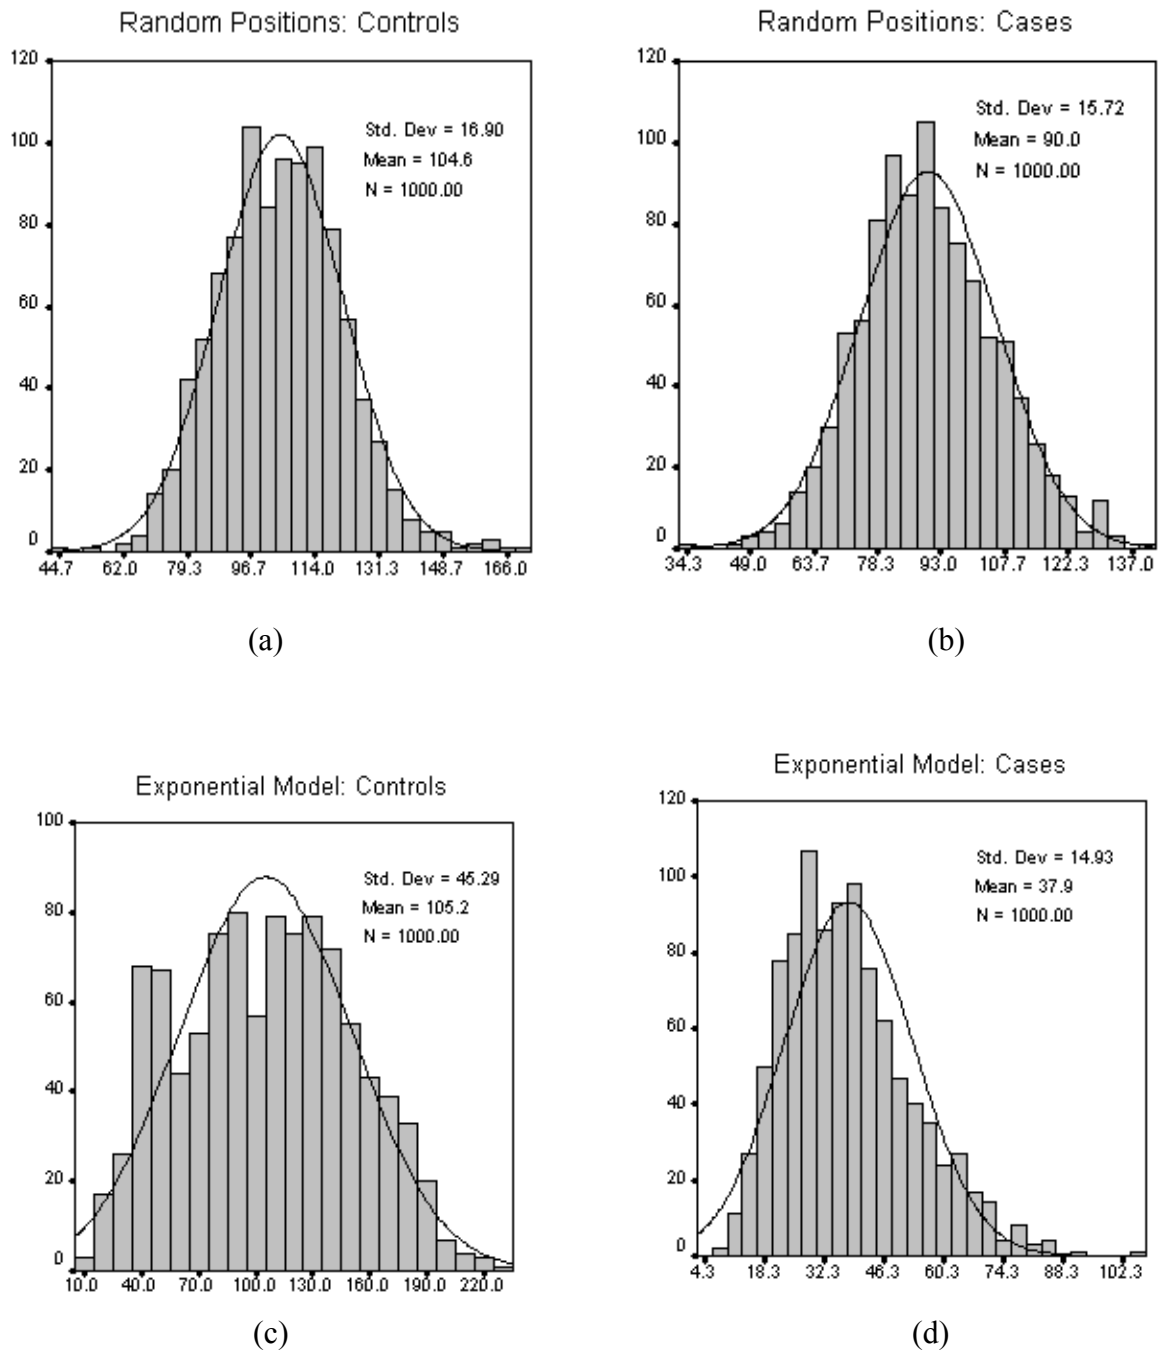 Random Positions: Controls
120
100
80
60
40
20
0
Std. Dev = 16.90
Mean = 104.6
N = 1000.00
44.7 62.0 79.3 96.7 114.0 131.3 148.7 166.0
(a)
Random Positions: Cases
120
100
80
60
40
20
0
Std. Dev = 15.72
Mean = 90.0
N = 1000.00
34.3 49.0 63.7 78.3 93.0 107.7 122.3 137.0
(b)
Exponential Model: Controls
100
80
60
40
20
0
Std. Dev = 45.29
Mean = 105.2
N = 1000.00
10.0 40.0 70.0 100.0 130.0 160.0 190.0 220.0
(c)
Exponential Model: Cases
120
100
80
60
40
20
0
Std. Dev = 14.93
Mean = 37.9
N = 1000.00
4.3 18.3 32.3 46.3 60.3 74.3 88.3 102.3
(d)